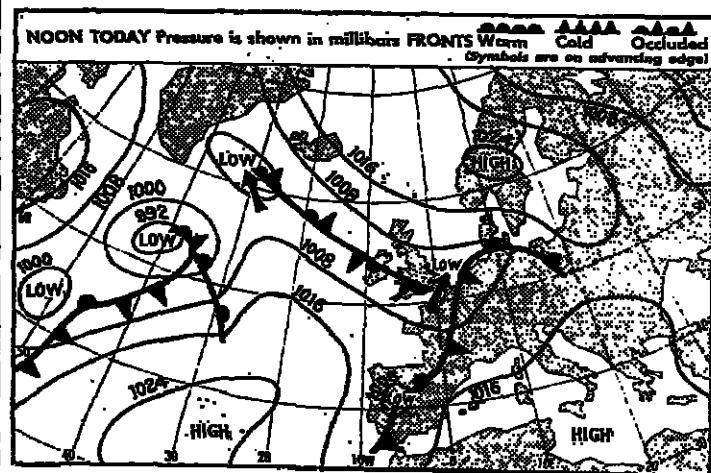 NOON TODAY Pressure is shown in millibars FRONTS Warm Cold Occluded
(Symbols are on advancing edge)
1016
1008
1000
992
LOW
1000
LOW
LOW
1016
1008
1008
1016
HIGH
LOW
1024
HIGH
LOW
1016
HIGH
40
30
20
10W